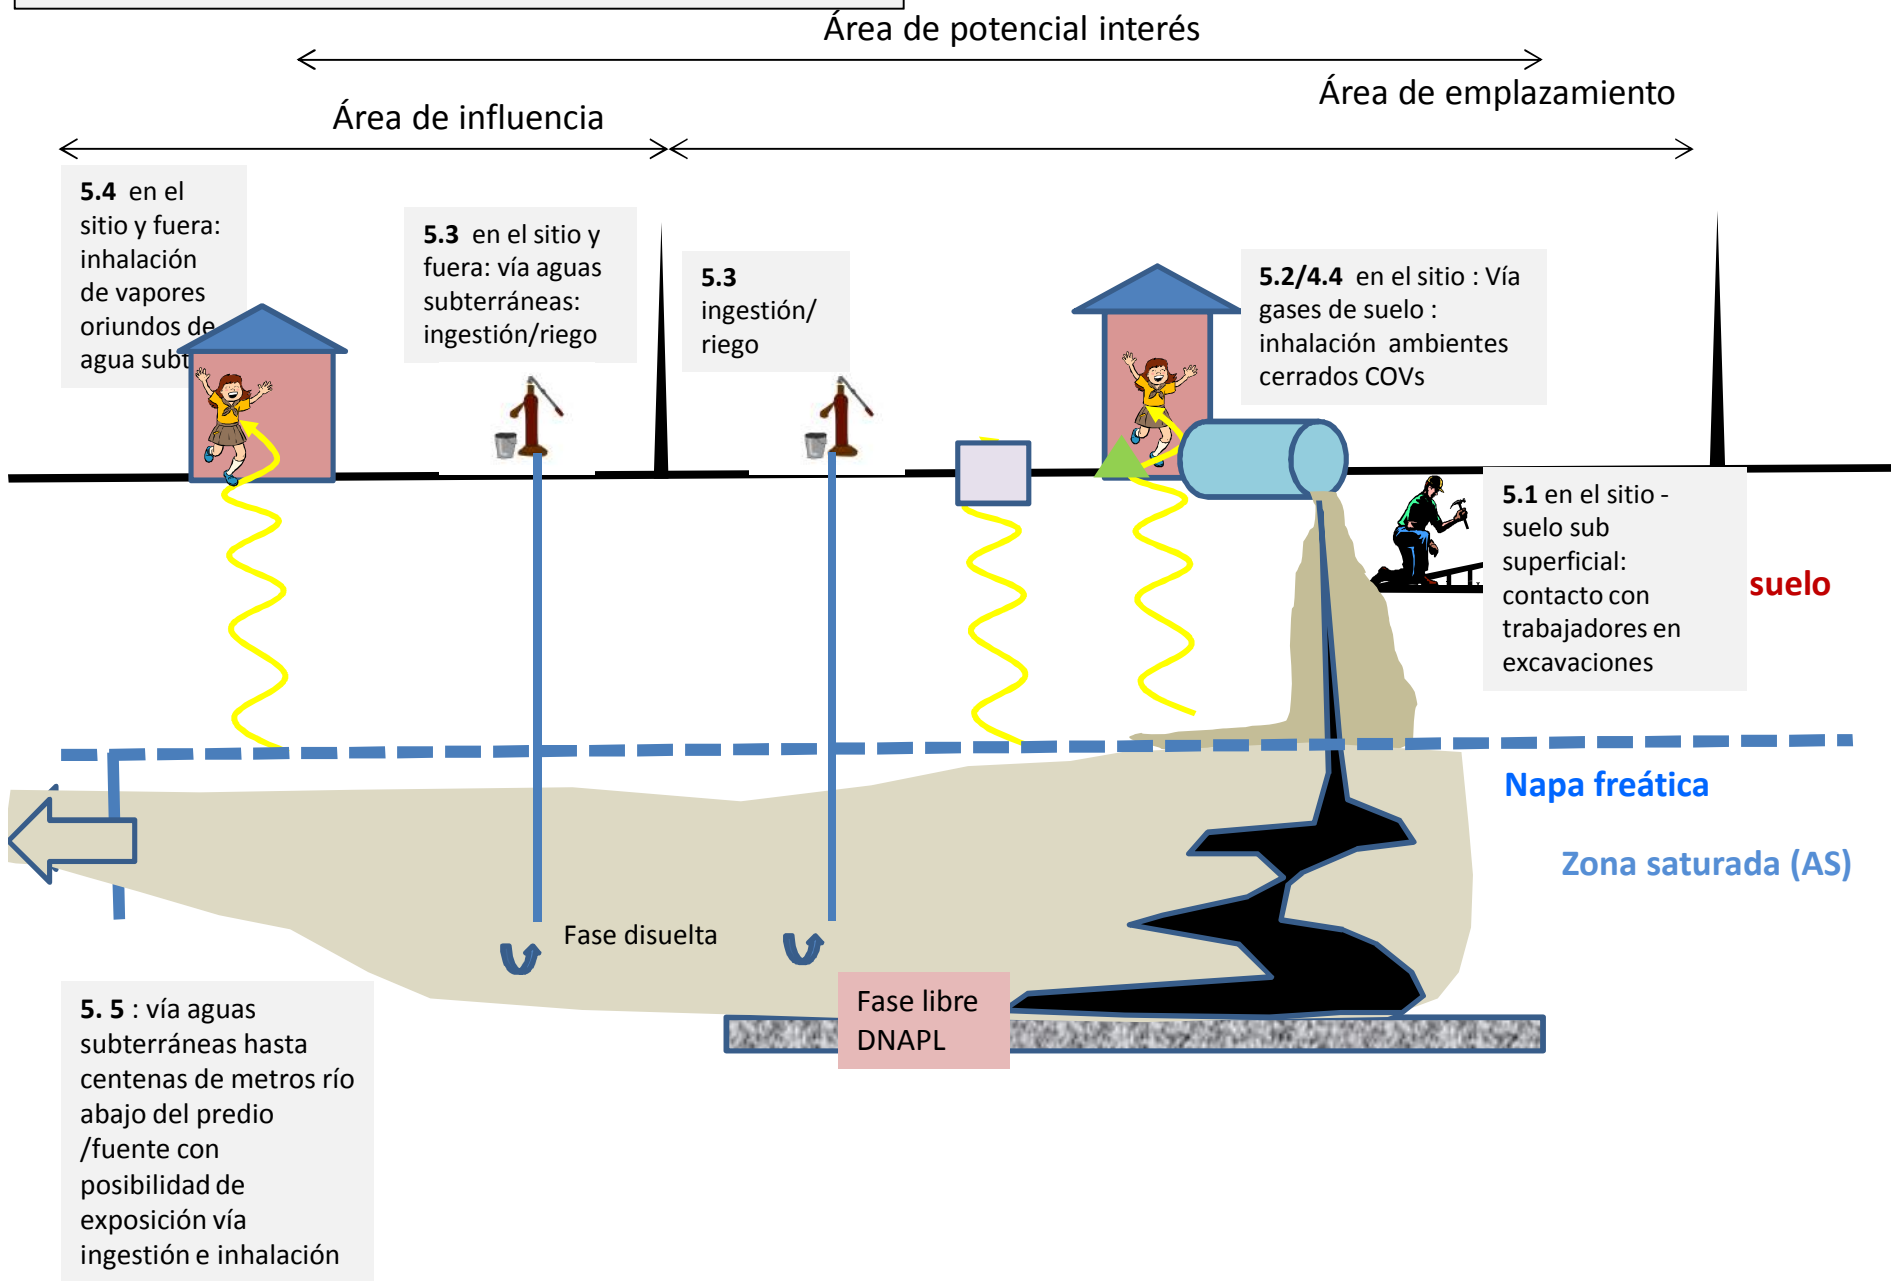 Área de potencial interés
Área de emplazamiento
Área de influencia
5.4 en el
sitio y fuera:
inhalación
de vapores
oriundos de
agua subt
5.3 en el sitio y
fuera: vía aguas
subterráneas:
ingestión/riego
5.3
ingestión/
riego
5.2/4.4 en el sitio : Vía
gases de suelo :
inhalación ambientes
cerrados COVs
5.1 en el sitio -
suelo sub
superficial:
contacto con
trabajadores en
excavaciones
suelo
Napa freática
Zona saturada (AS)
Fase disuelta
Fase libre
DNAPL
5. 5 : vía aguas
subterráneas hasta
centenas de metros río
abajo del predio
/fuente con
posibilidad de
exposición vía
ingestión e inhalación